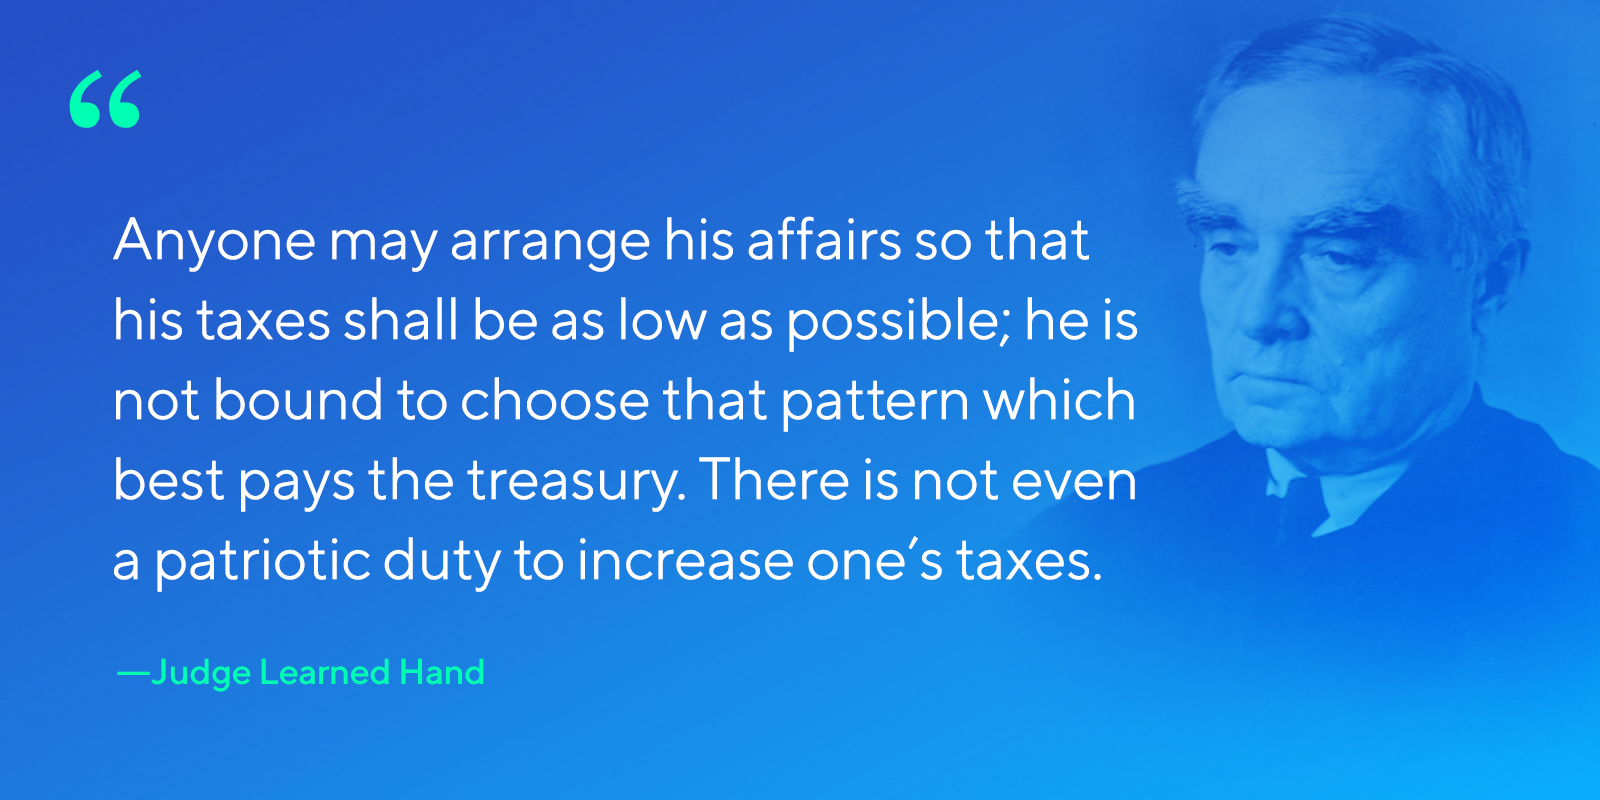 “
Anyone may arrange his affairs so that
his taxes shall be as low as possible; he is
not bound to choose that pattern which
best pays the treasury. There is not even
a patriotic duty to increase one’s taxes.
—Judge Learned Hand